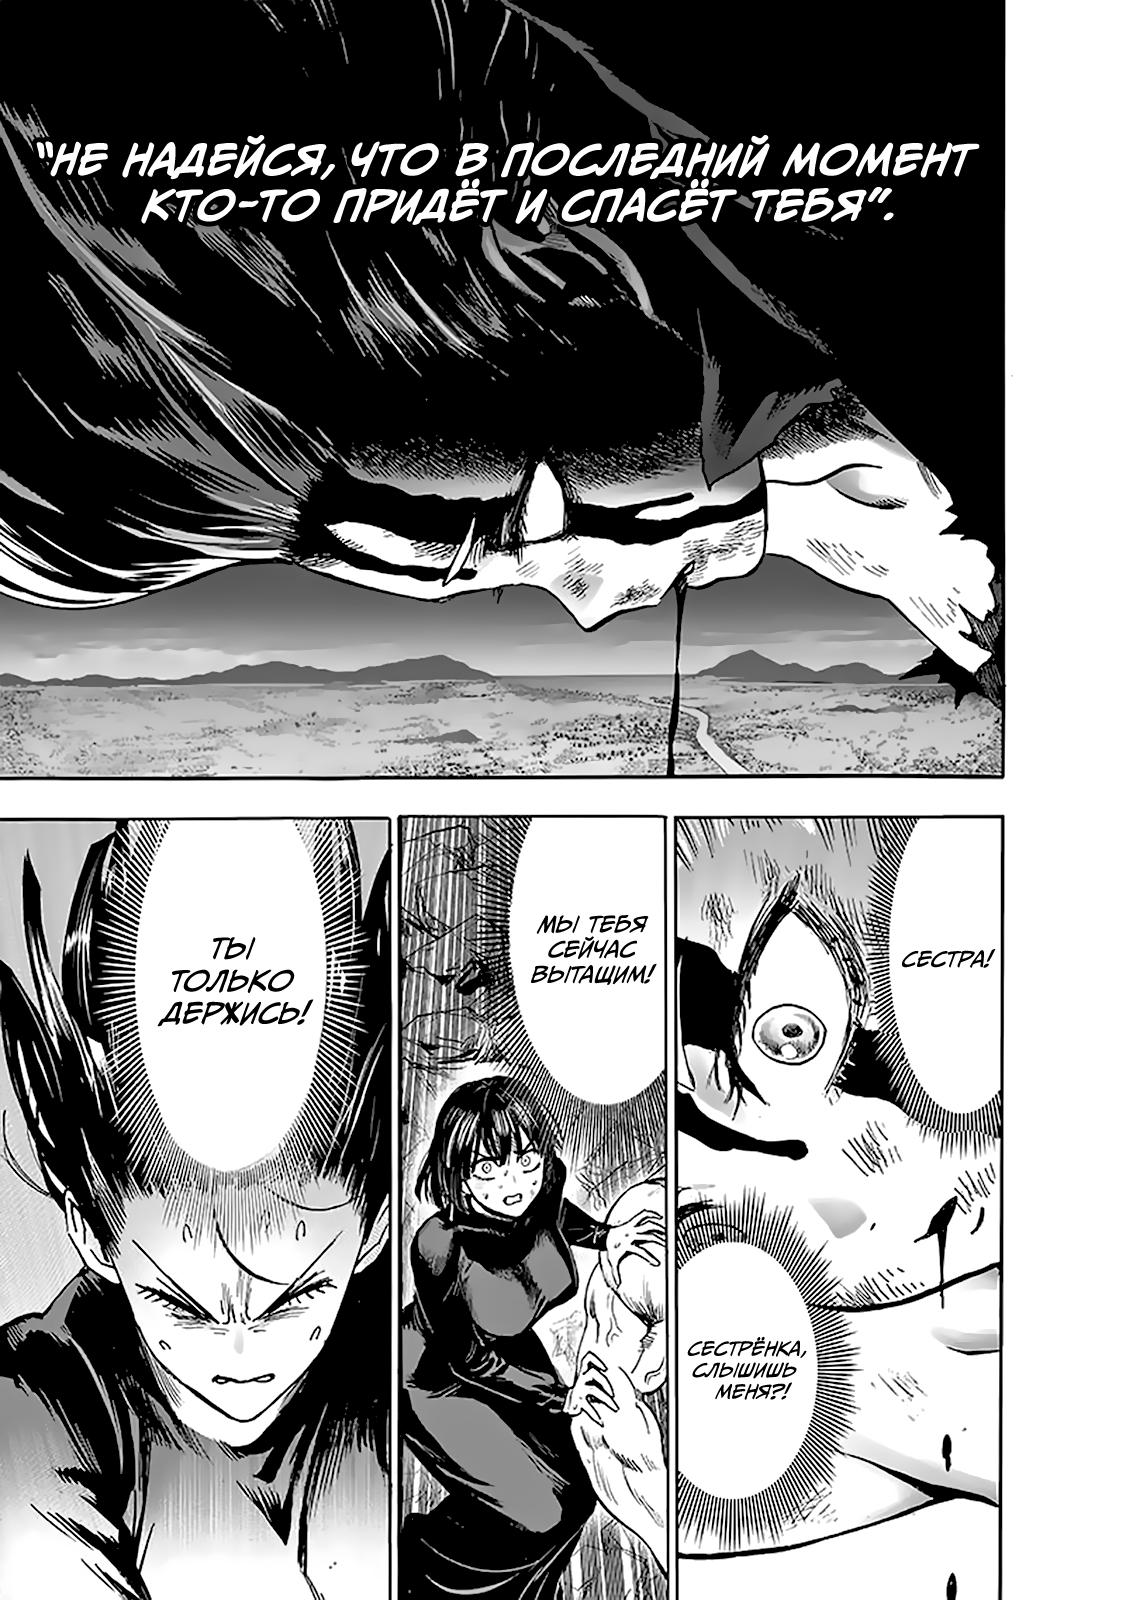 “НЕ НАДЕЙСЯ, ЧТО В ПОСЛЕДНИЙ МОМЕНТ
КТО-ТО ПРИДЁТ И СПАСЁТ ТЕБЯ”.
СЕСТРА!
СЕСТРЁНКА,
СЛЫШИШЬ
МЕНЯ?!
МЫ ТЕБЯ
СЕЙЧАС
ВЫТАЩИМ!
ТЫ
ТОЛЬКО
ДЕРЖИСЬ!